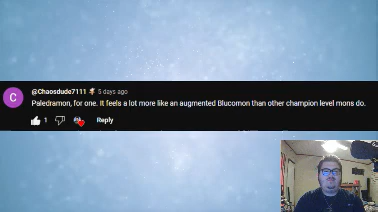 @Chaosdude7111 5 days ago
Paledramon, for one. It feels a lot more like an augmented Blucomon than other champion level mons do.
1 Reply